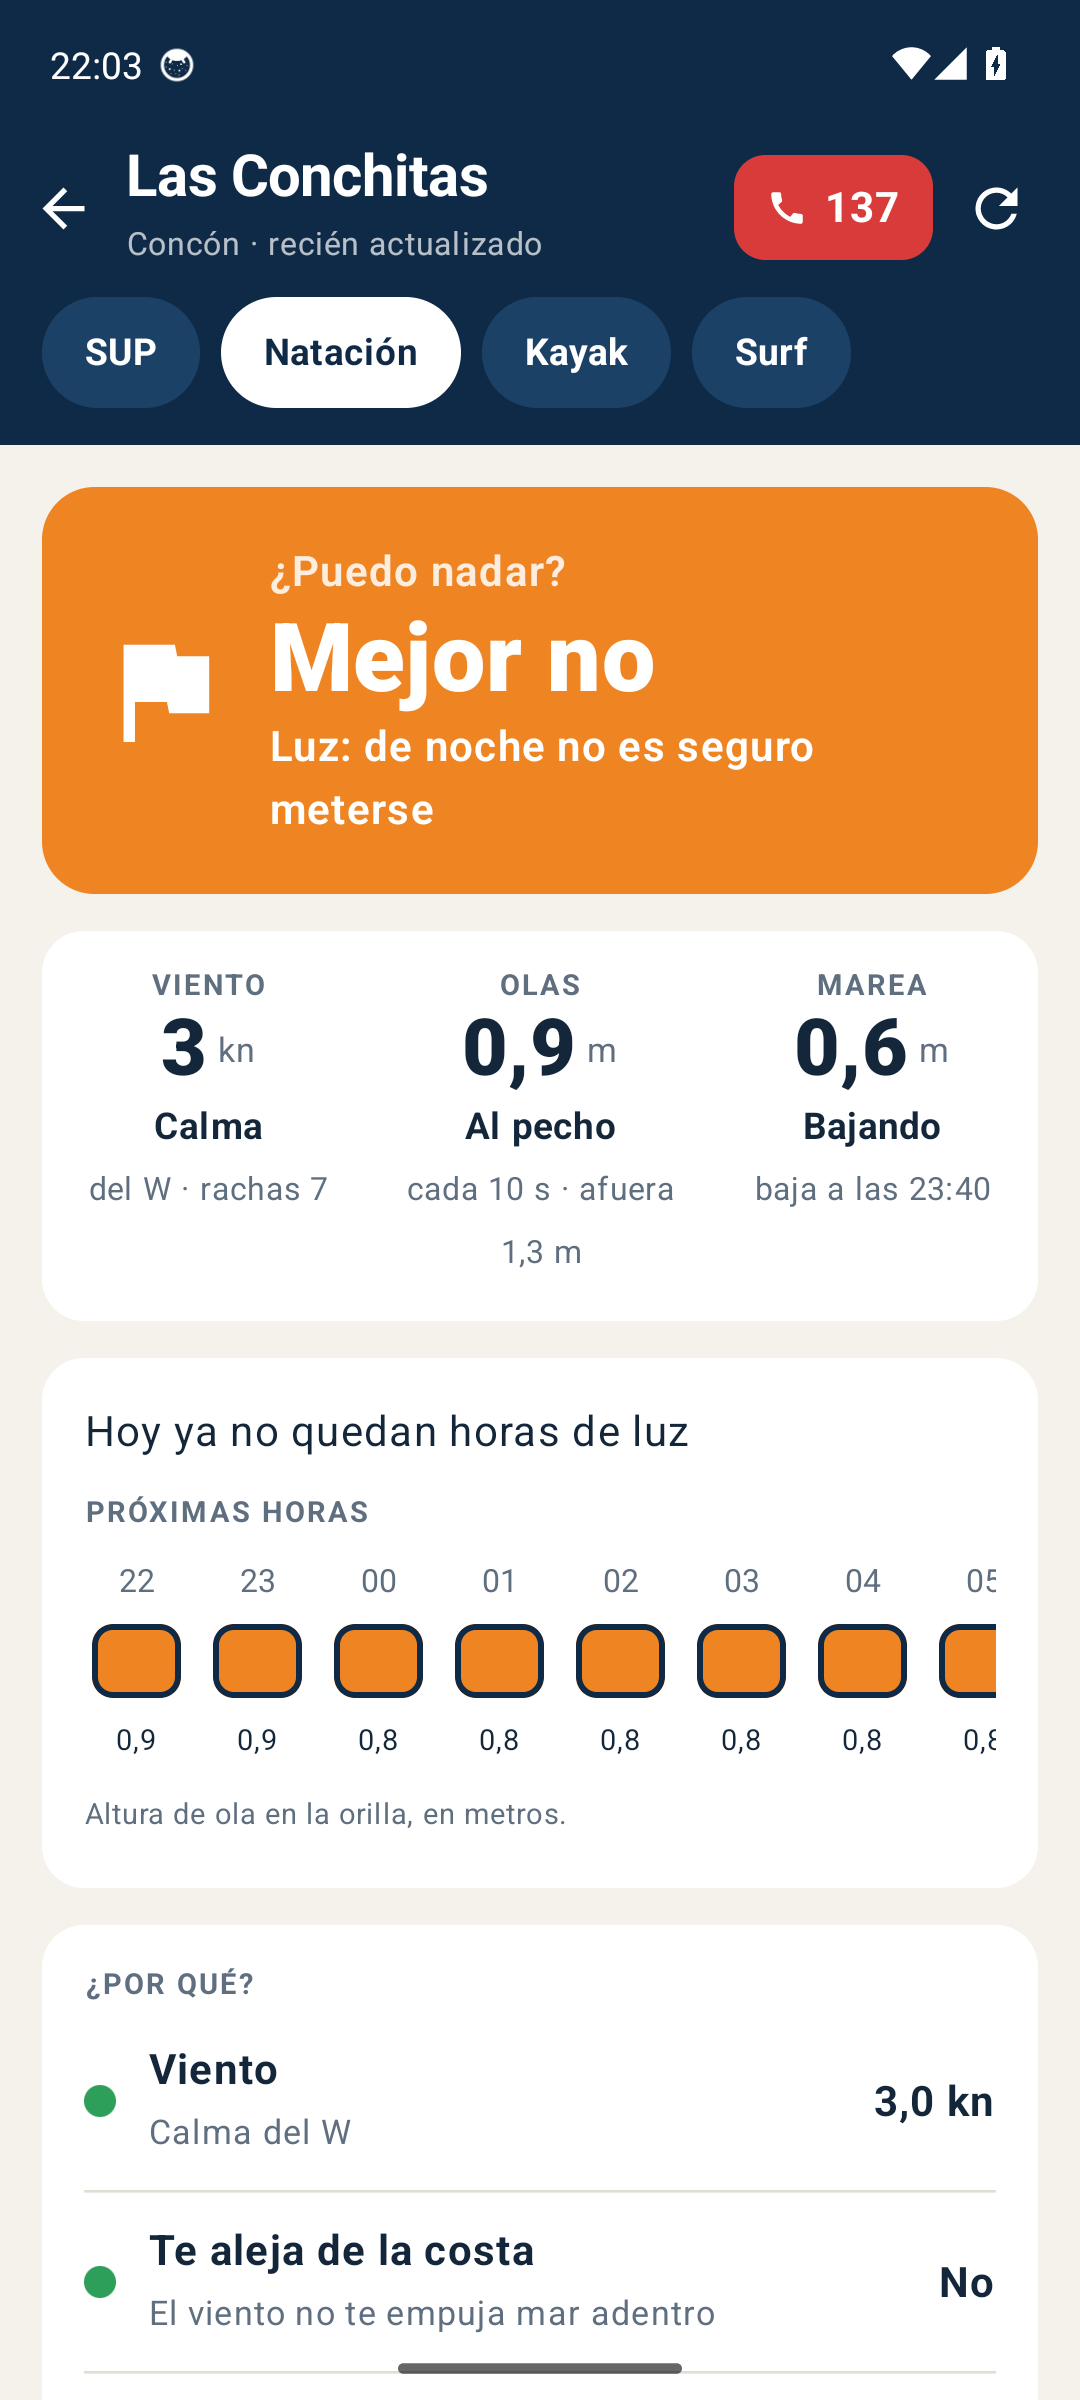 22:03
Las Conchitas
Concón · recién actualizado
137
SUP
Natación
Kayak
Surf
¿Puedo nadar?
Mejor no
Luz: de noche no es seguro
meterse
VIENTO
3 kn
Calma
del W · rachas 7
OLAS
0,9 m
Al pecho
cada 10 s · afuera
1,3 m
MAREA
0,6 m
Bajando
baja a las 23:40
Hoy ya no quedan horas de luz
PRÓXIMAS HORAS
22 23 00 01 02 03 04 05
0,9 0,9 0,8 0,8 0,8 0,8 0,8 0,8
Altura de ola en la orilla, en metros.
¿POR QUÉ?
Viento
Calma del W
3,0 kn
Te aleja de la costa
El viento no te empuja mar adentro
No